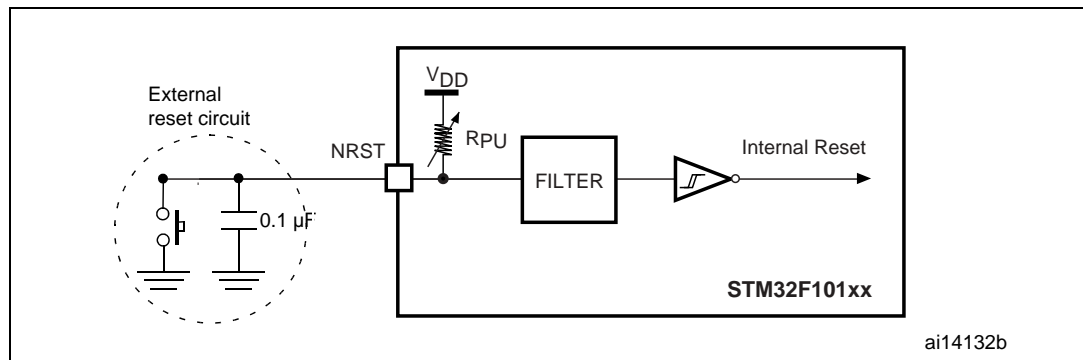 External
reset circuit
VDD
RPU
NRST
FILTER
Internal Reset
0.1 µF
STM32F101xx
ai14132b